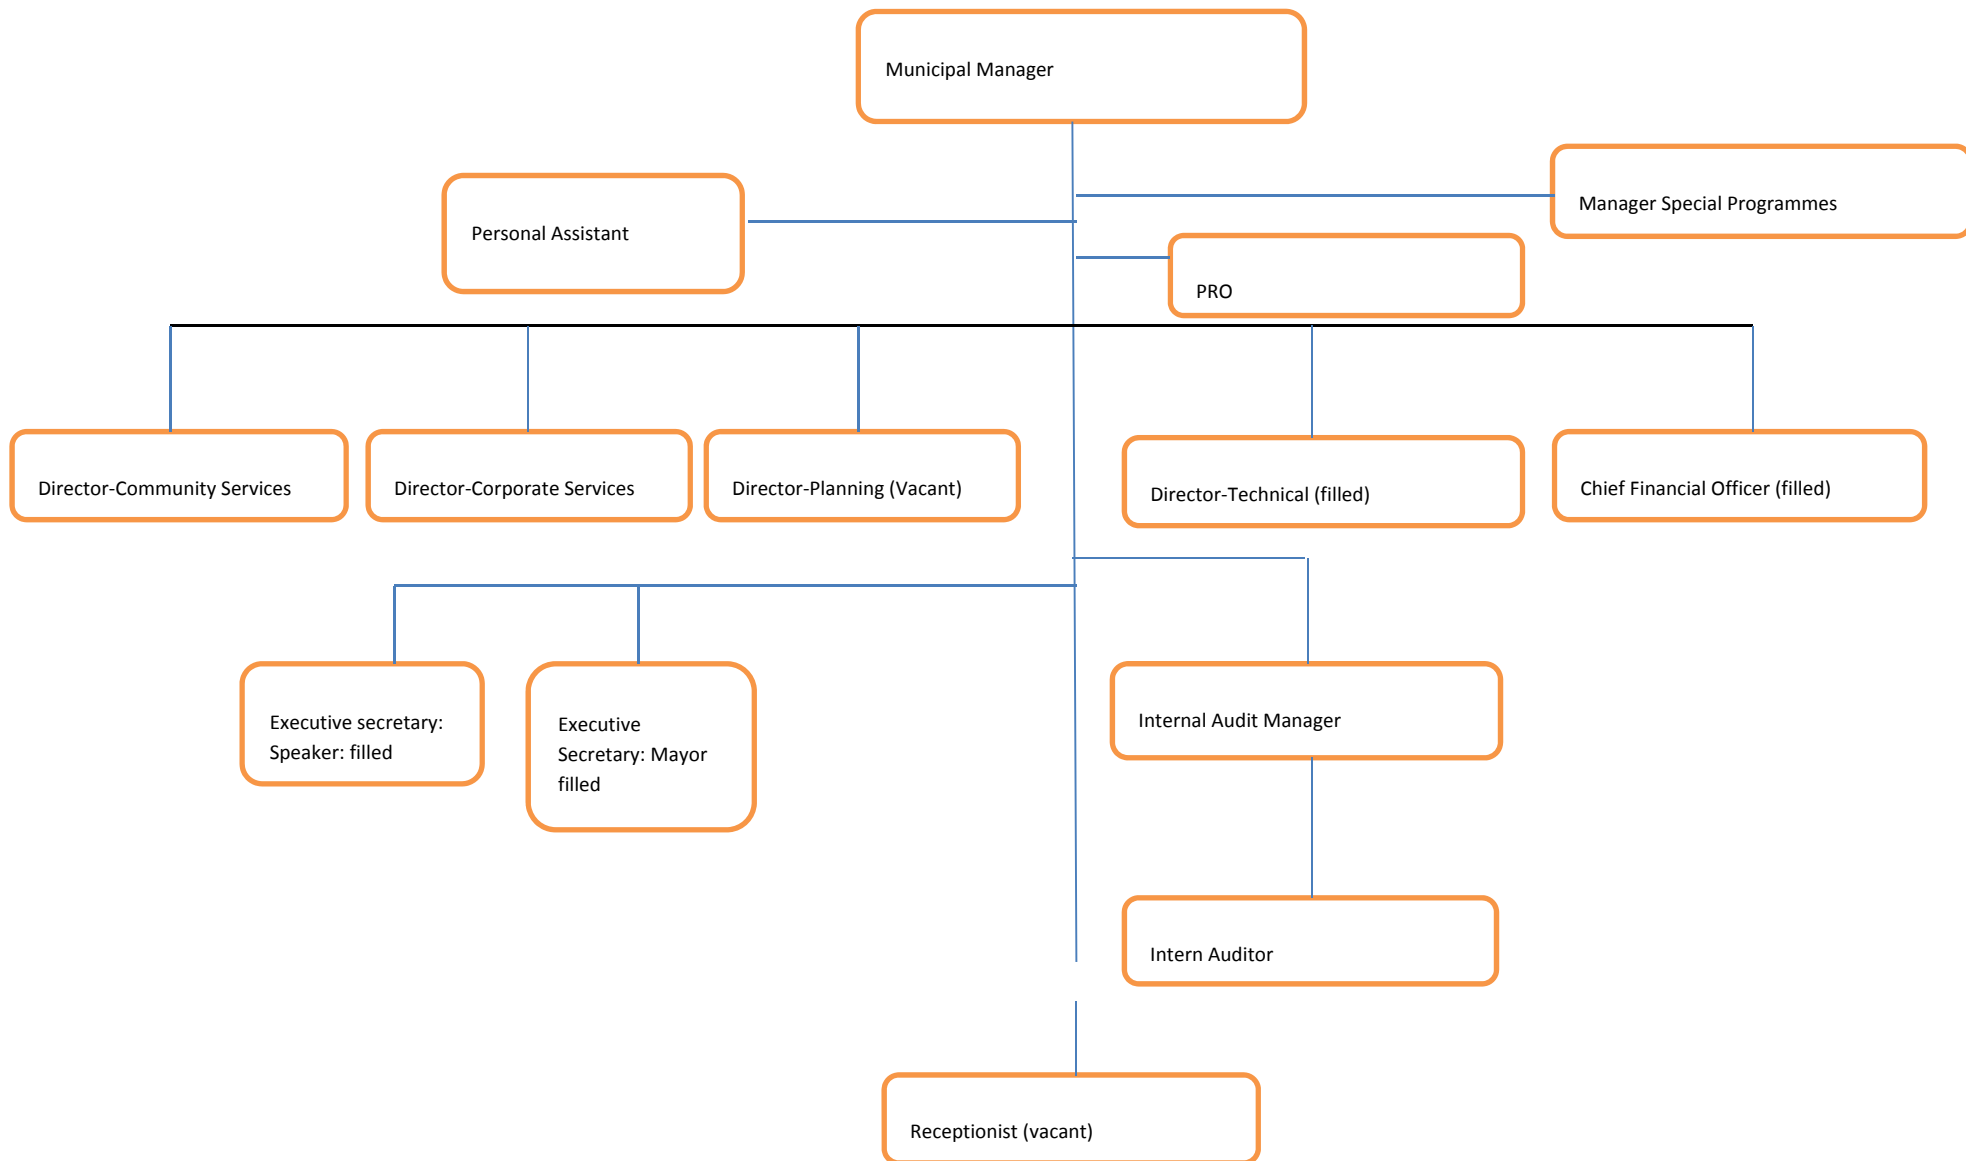 Municipal Manager
Manager Special Programmes
Personal Assistant
PRO
Director-Community Services
Director-Corporate Services
Director-Planning (Vacant)
Director-Technical (filled)
Chief Financial Officer (filled)
Executive secretary:
Speaker: filled
Executive
Secretary: Mayor
filled
Internal Audit Manager
Intern Auditor
Receptionist (vacant)